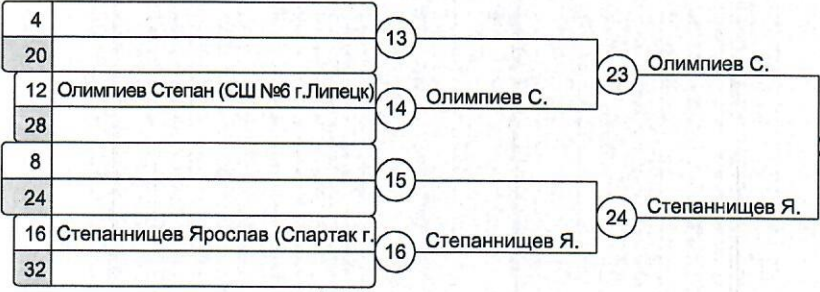 4
13
20
23 Олимпиев С.
12 Олимпиев Степан (СШ №6 г.Липецк) 14 Олимпиев С.
28
8
15
24
24 Степаннищев Я.
16 Степаннищев Ярослав (Спартак г. 16 Степаннищев Я.
32